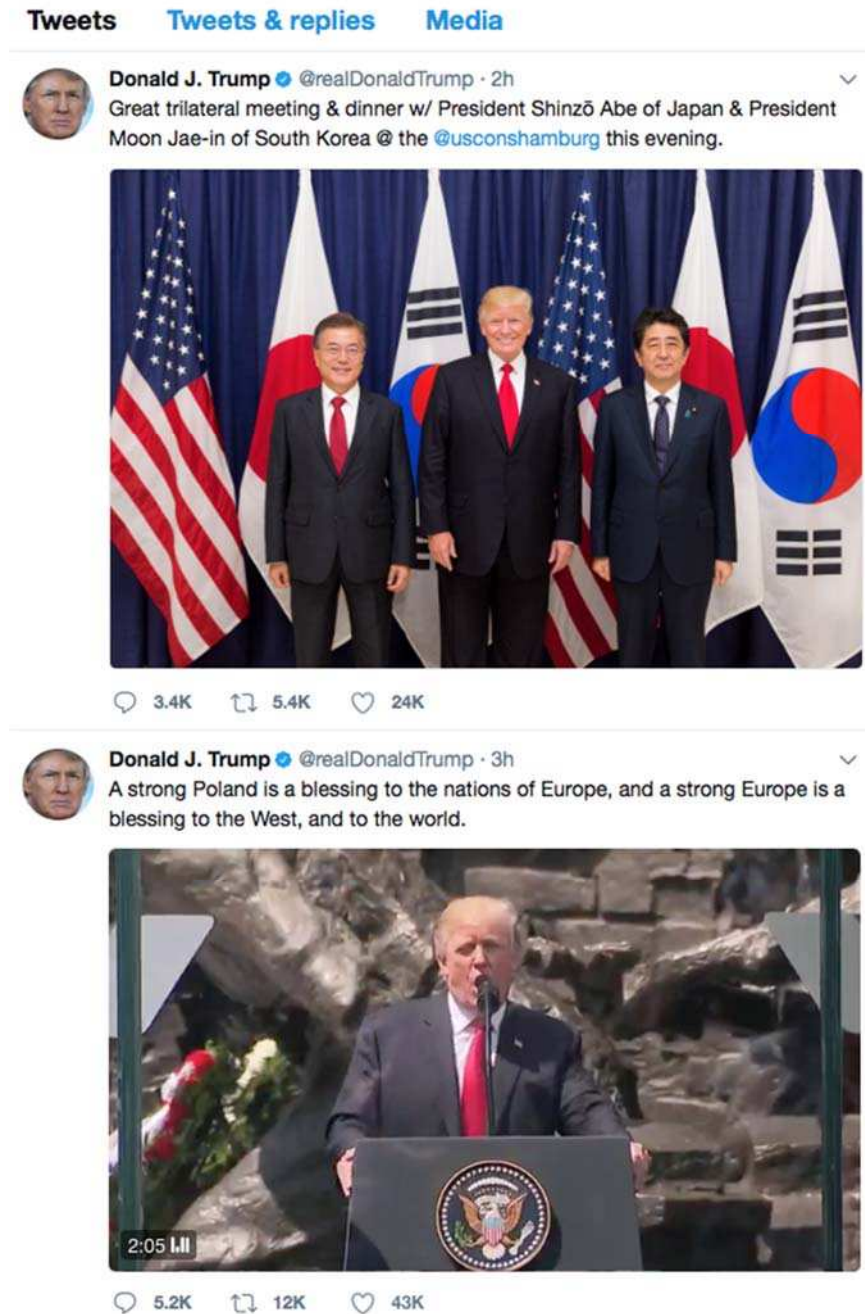 Tweets Tweets & replies Media
Donald J. Trump @realDonaldTrump · 2h
Great trilateral meeting & dinner w/ President Shinzō Abe of Japan & President
Moon Jae-in of South Korea @ the @usconshamburg this evening.
3.4K 5.4K 24K
Donald J. Trump @realDonaldTrump · 3h
A strong Poland is a blessing to the nations of Europe, and a strong Europe is a
blessing to the West, and to the world.
2:05
5.2K 12K 43K